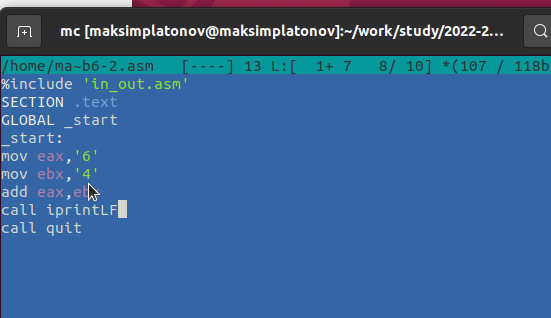 mc [maksimplatonov@maksimplatonov]:~/work/study/2022-2...
/home/ma~b6-2.asm [----] 13 L:[ 1+ 7 8/ 10] *(107 / 118b
%include 'in_out.asm'
SECTION .text
GLOBAL _start
_start:
mov eax,'6'
mov ebx,'4'
add eax,eb
call iprintLF
call quit